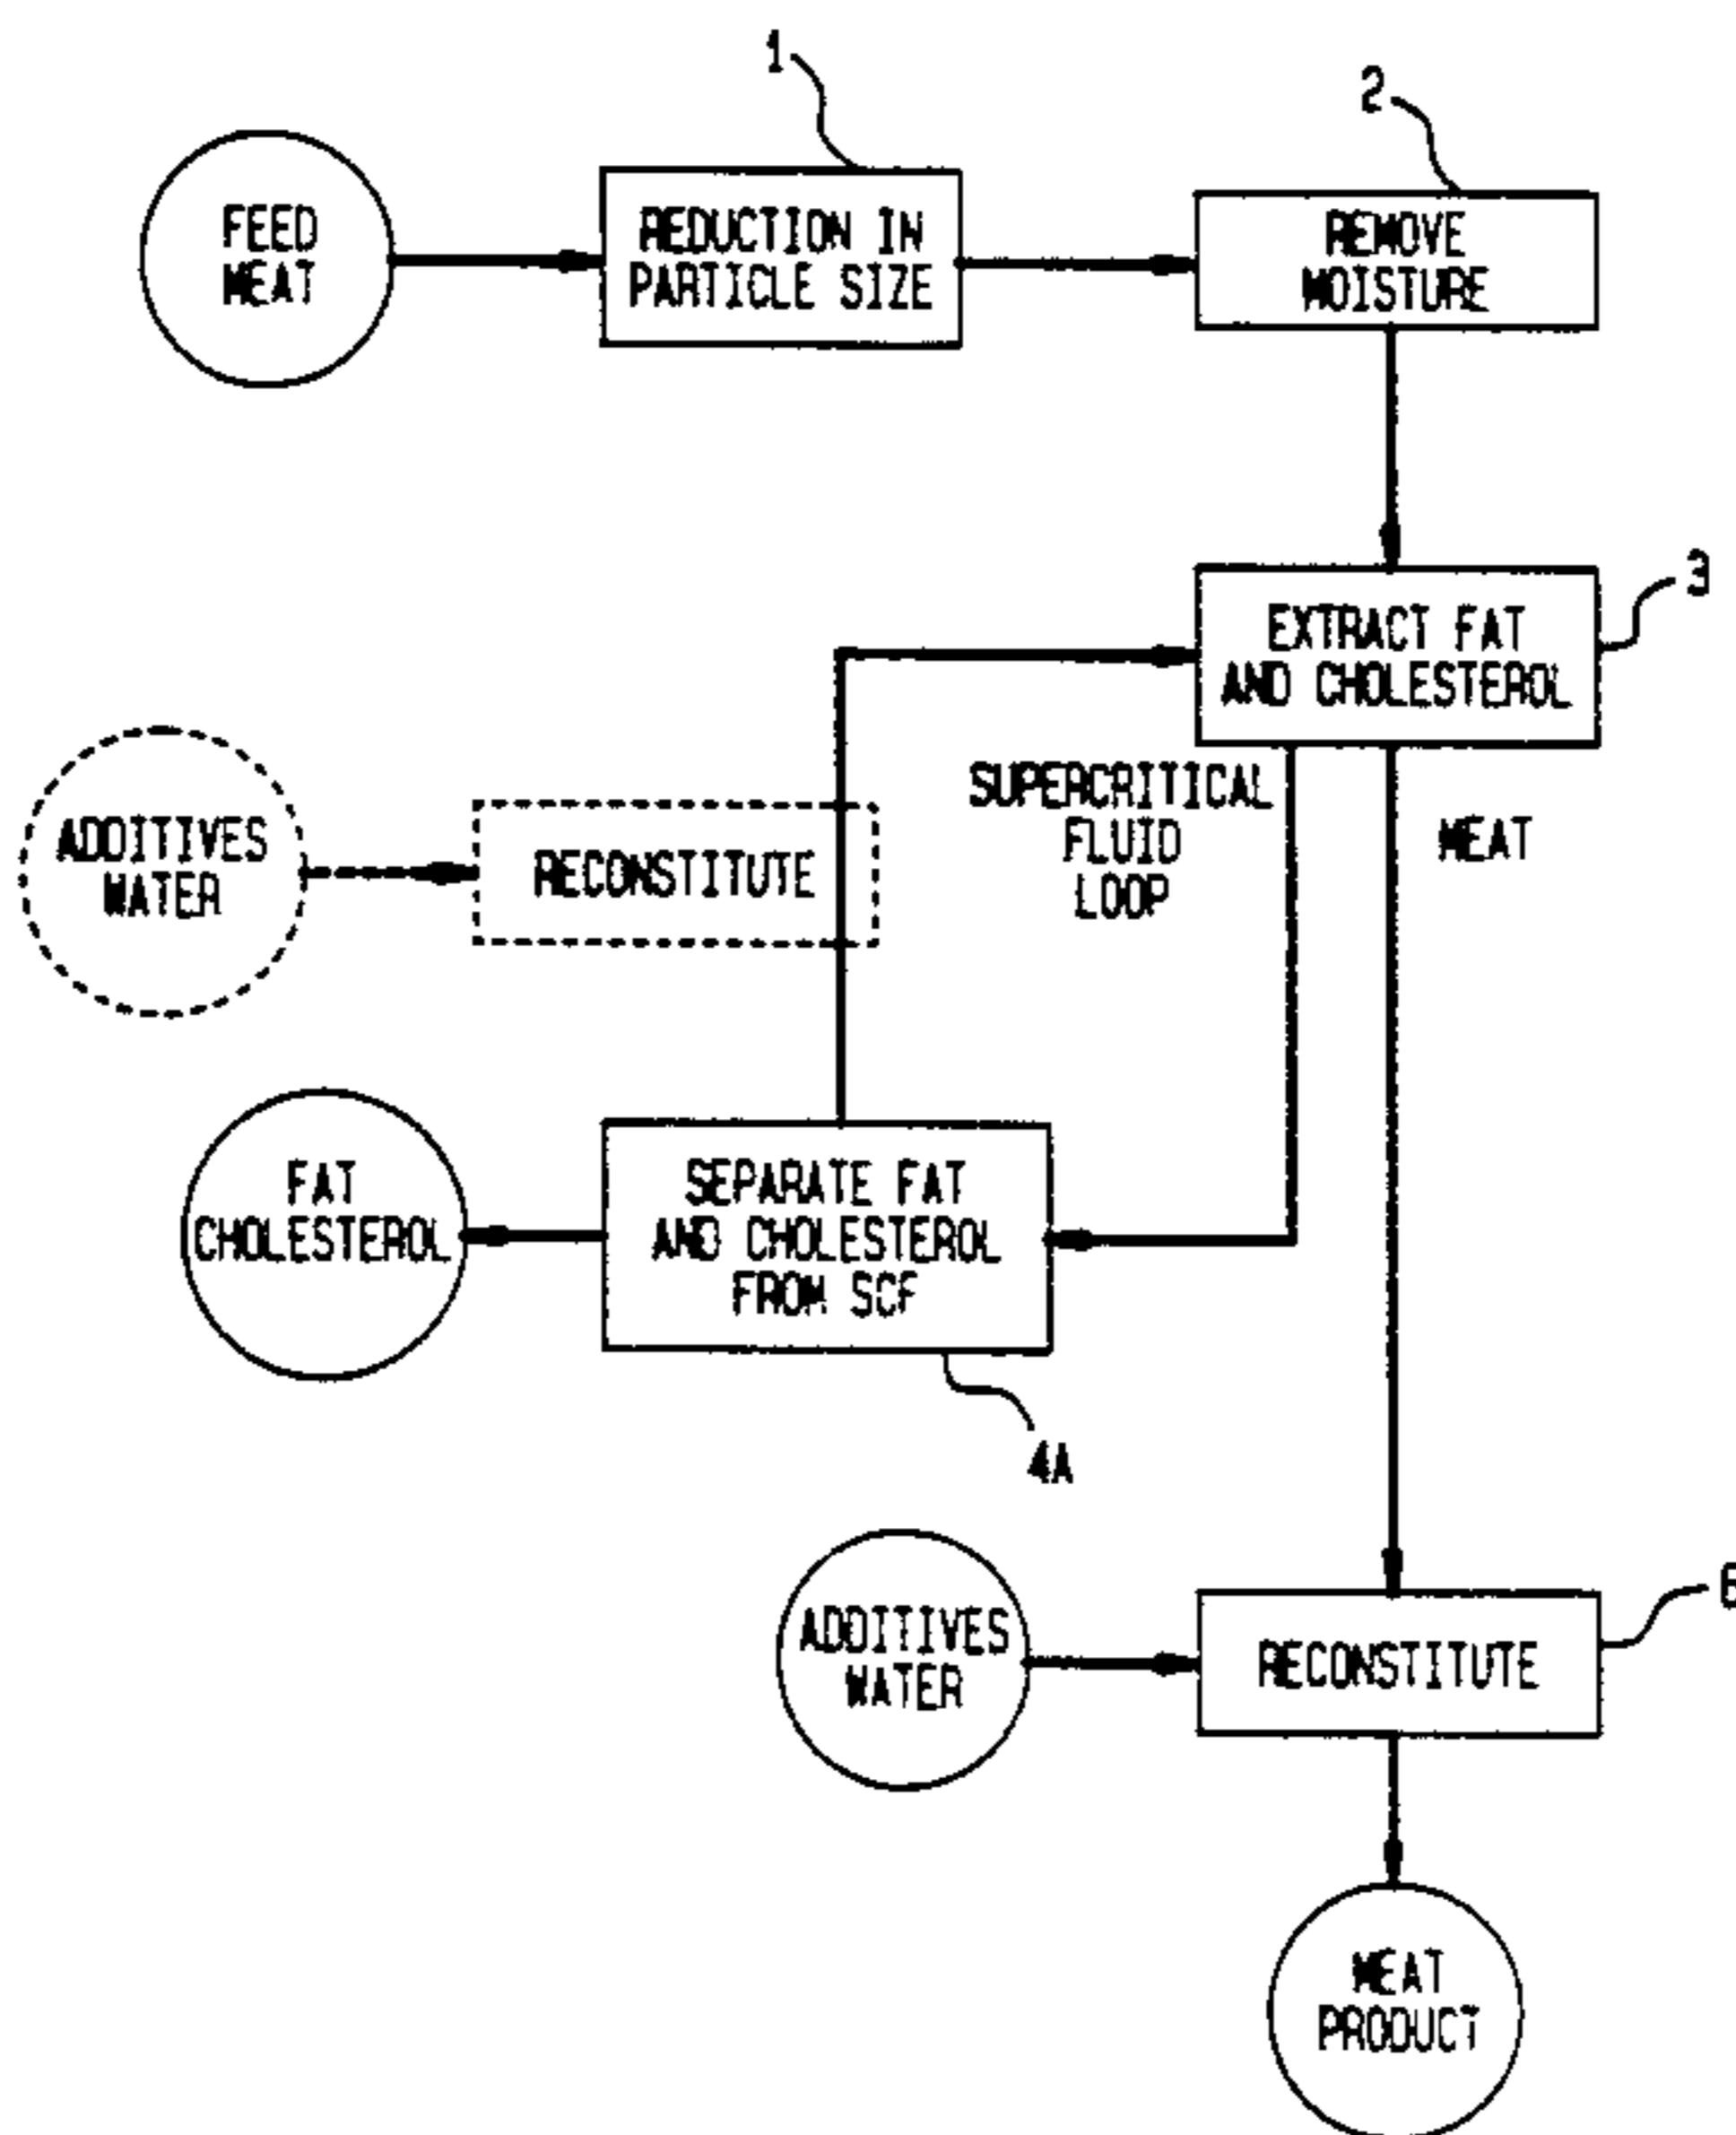 1
2
FEED
MEAT
REDUCTION IN
PARTICLE SIZE
REMOVE
MOISTURE
3
EXTRACT FAT
AND CHOLESTEROL
SUPERCRITICAL
FLUID
LOOP
MEAT
ADDITIVES
WATER
RECONSTITUTE
FAT
CHOLESTEROL
SEPARATE FAT
AND CHOLESTEROL
FROM SCF
4A
ADDITIVES
WATER
RECONSTITUTE
MEAT
PRODUCT